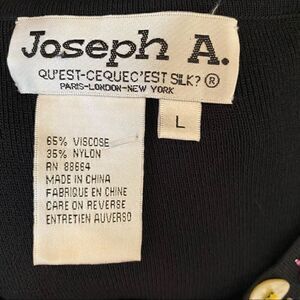 Joseph A.
QU'EST-CEQUEC'EST SILK? ®
PARIS-LONDON-NEW YORK
L
65% VISCOSE
35% NYLON
RN 88664
MADE IN CHINA
FABRIQUE EN CHINE
CARE ON REVERSE
ENTRETIEN AUVERSO